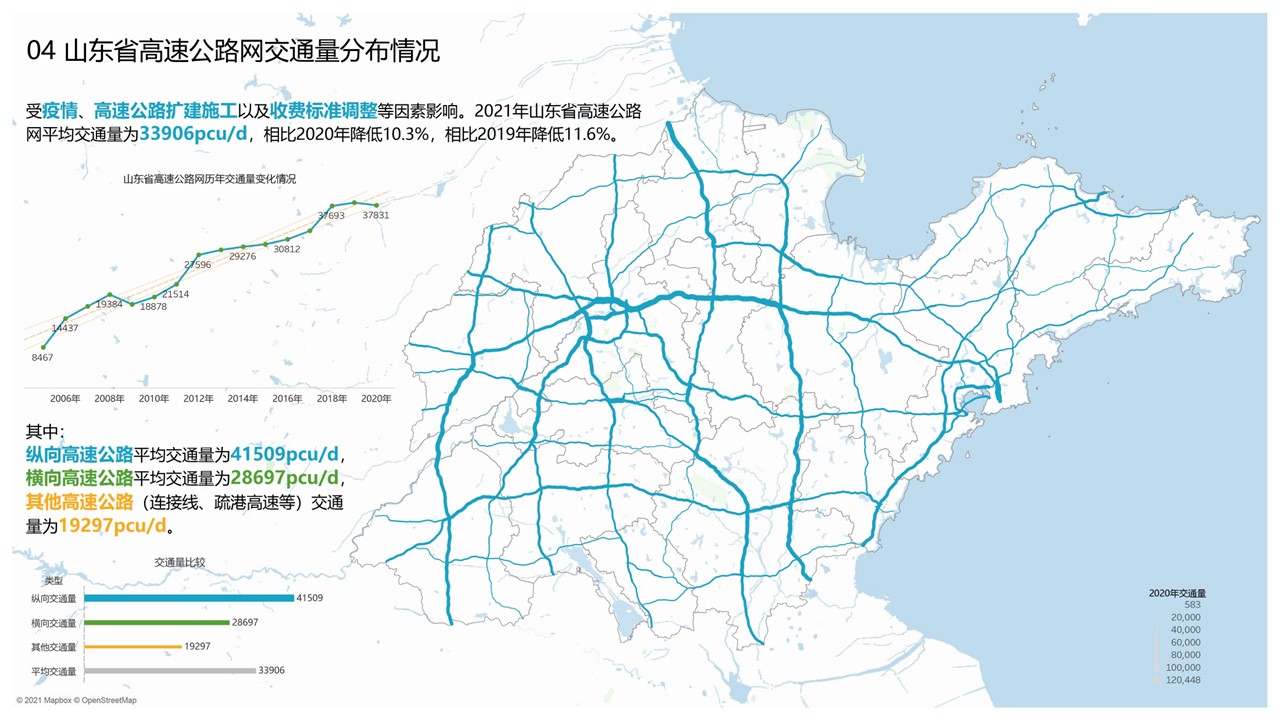 04 山东省高速公路网交通量分布情况
受疫情、高速公路扩建施工以及收费标准调整等因素影响。2021年山东省高速公路
网平均交通量为33906pcu/d，相比2020年降低10.3%，相比2019年降低11.6%。
山东省高速公路网历年交通量变化情况
37693
37831
27596
29276
30812
19384
18878
21514
14437
8467
2006年 2008年 2010年 2012年 2014年 2016年 2018年 2020年
其中：
纵向高速公路平均交通量为41509pcu/d，
横向高速公路平均交通量为28697pcu/d，
其他高速公路（连接线、疏港高速等）交通
量为19297pcu/d。
交通量比较
类型
纵向交通量 41509
横向交通量 28697
其他交通量 19297
平均交通量 33906
2020年交通量
583
20,000
40,000
60,000
80,000
100,000
120,448
© 2021 Mapbox © OpenStreetMap